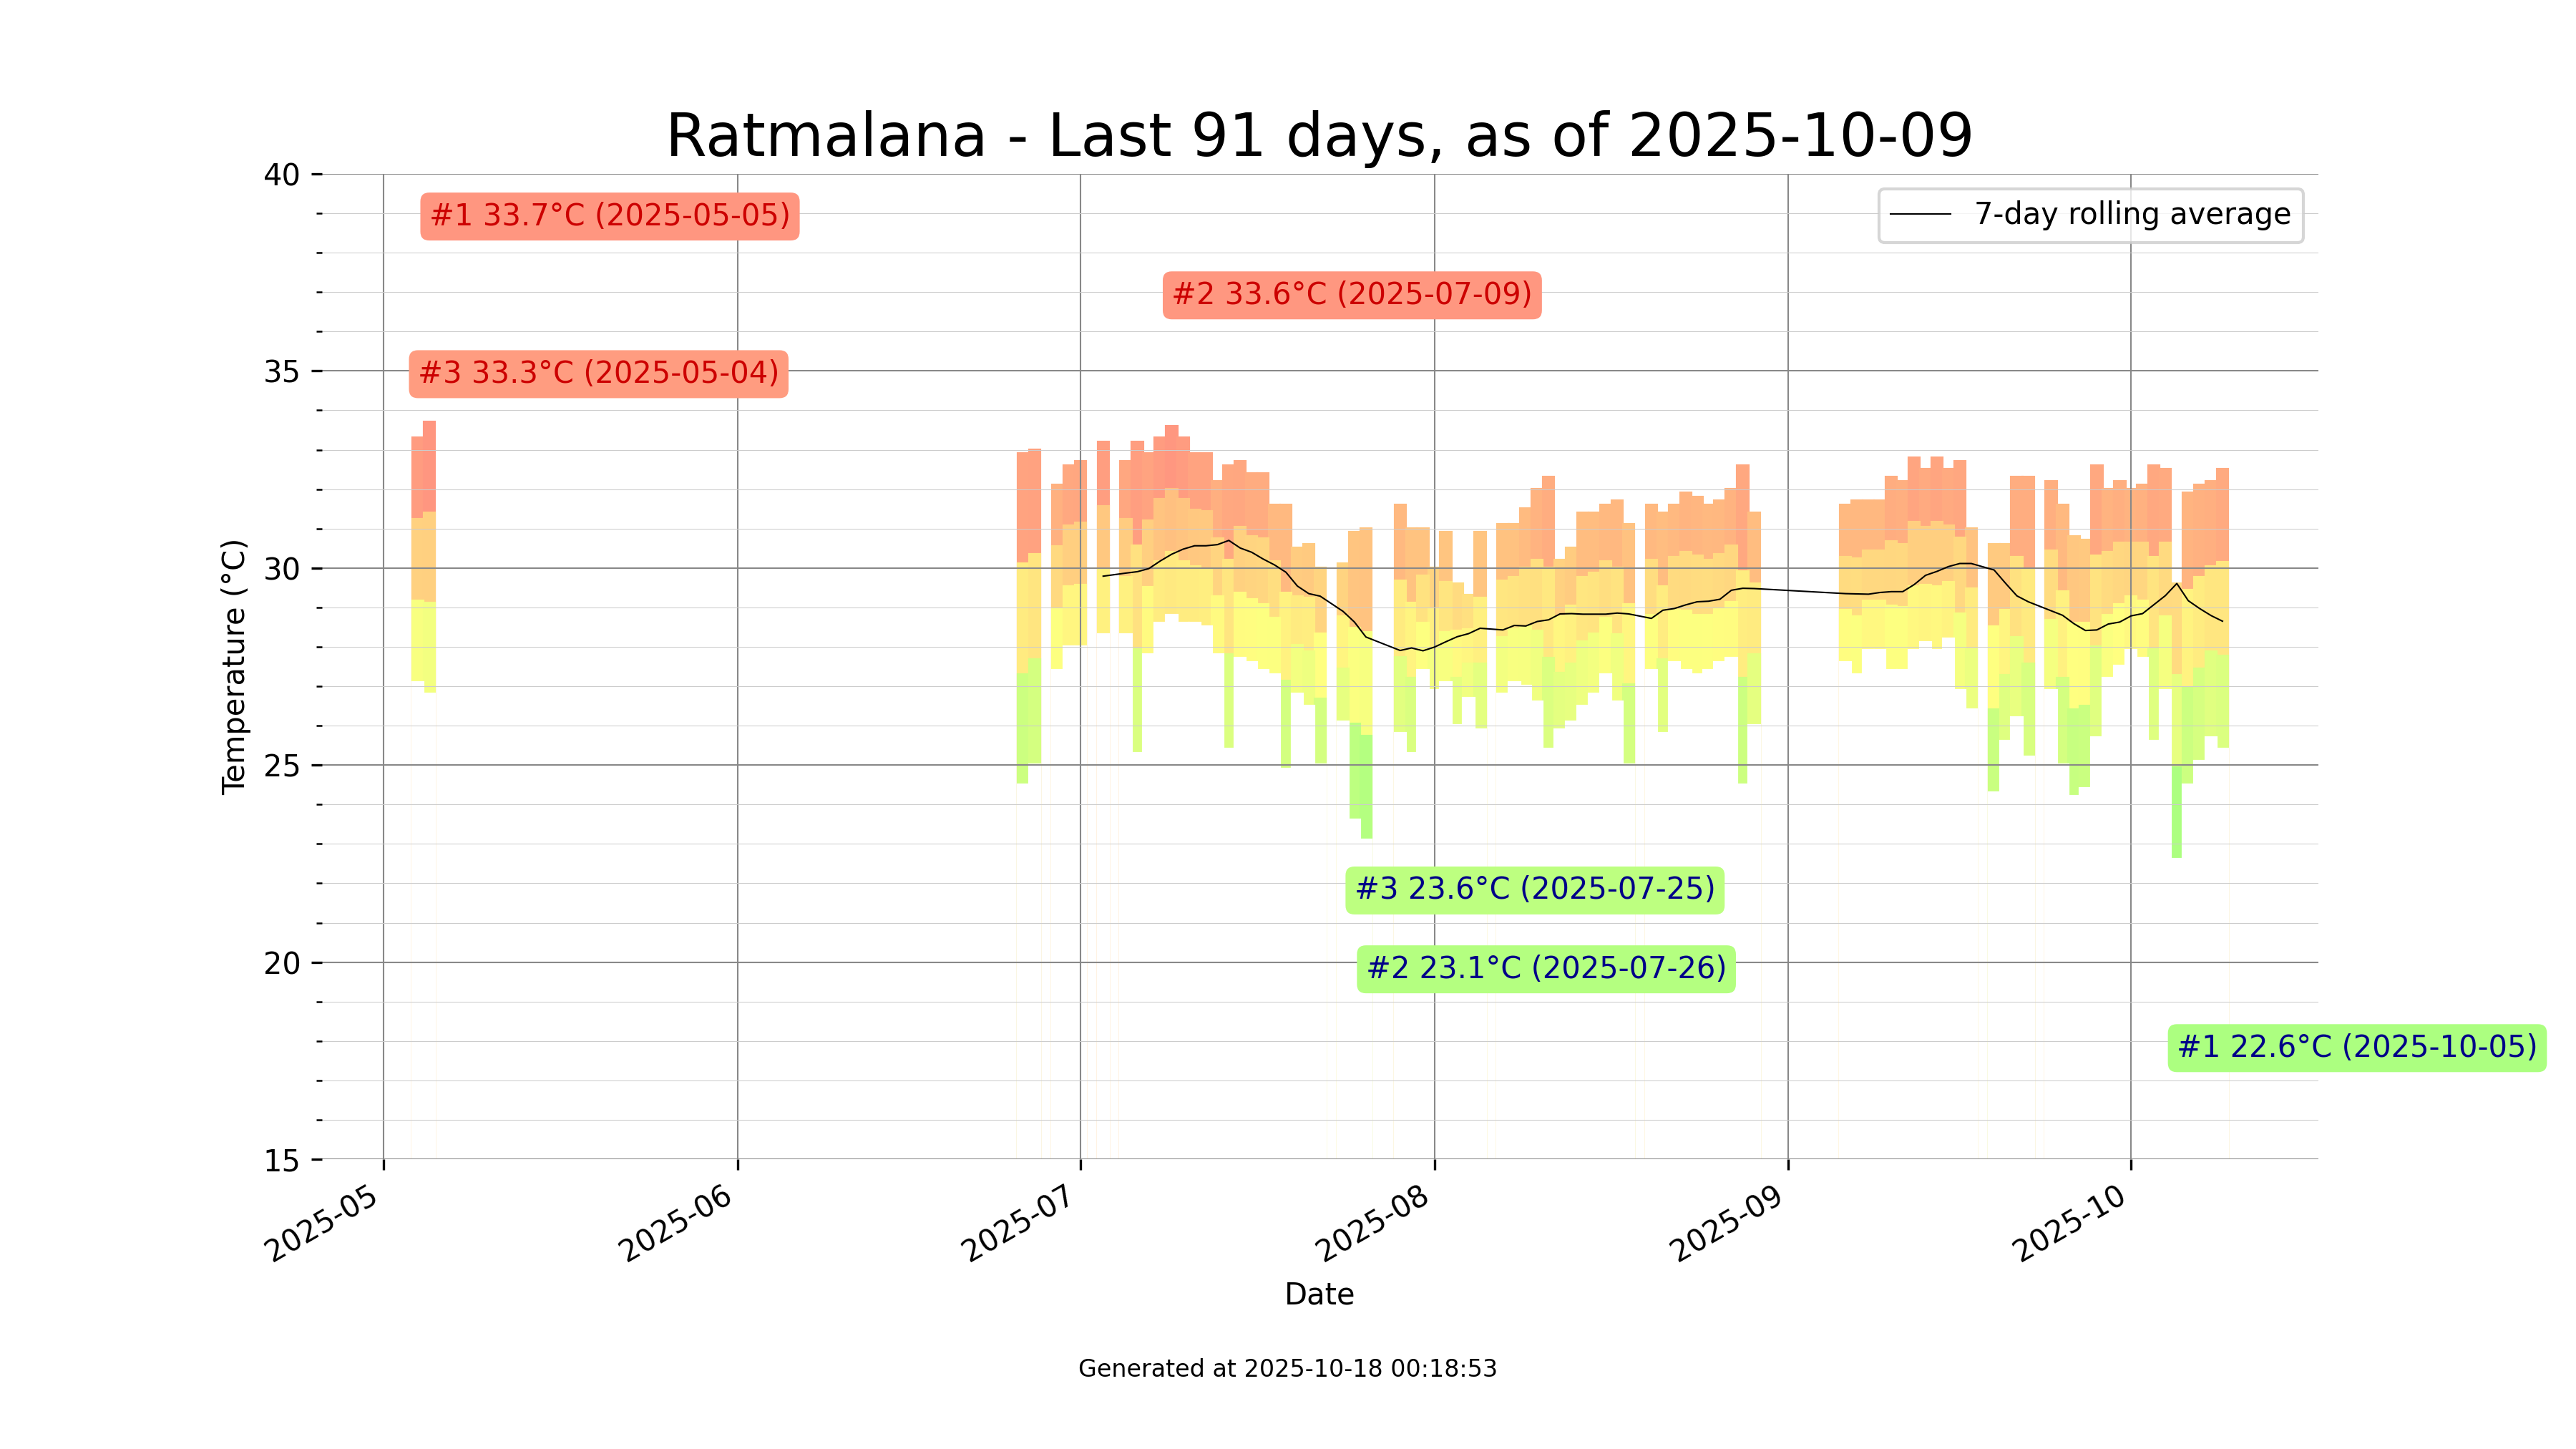 Ratmalana - Last 91 days, as of 2025-10-09
40
35
30
25
20
15
Temperature (°C)
#1 33.7°C (2025-05-05)
7-day rolling average
#2 33.6°C (2025-07-09)
#3 33.3°C (2025-05-04)
#3 23.6°C (2025-07-25)
#2 23.1°C (2025-07-26)
#1 22.6°C (2025-10-05)
2025-05
2025-06
2025-07
2025-08
2025-09
2025-10
Date
Generated at 2025-10-18 00:18:53